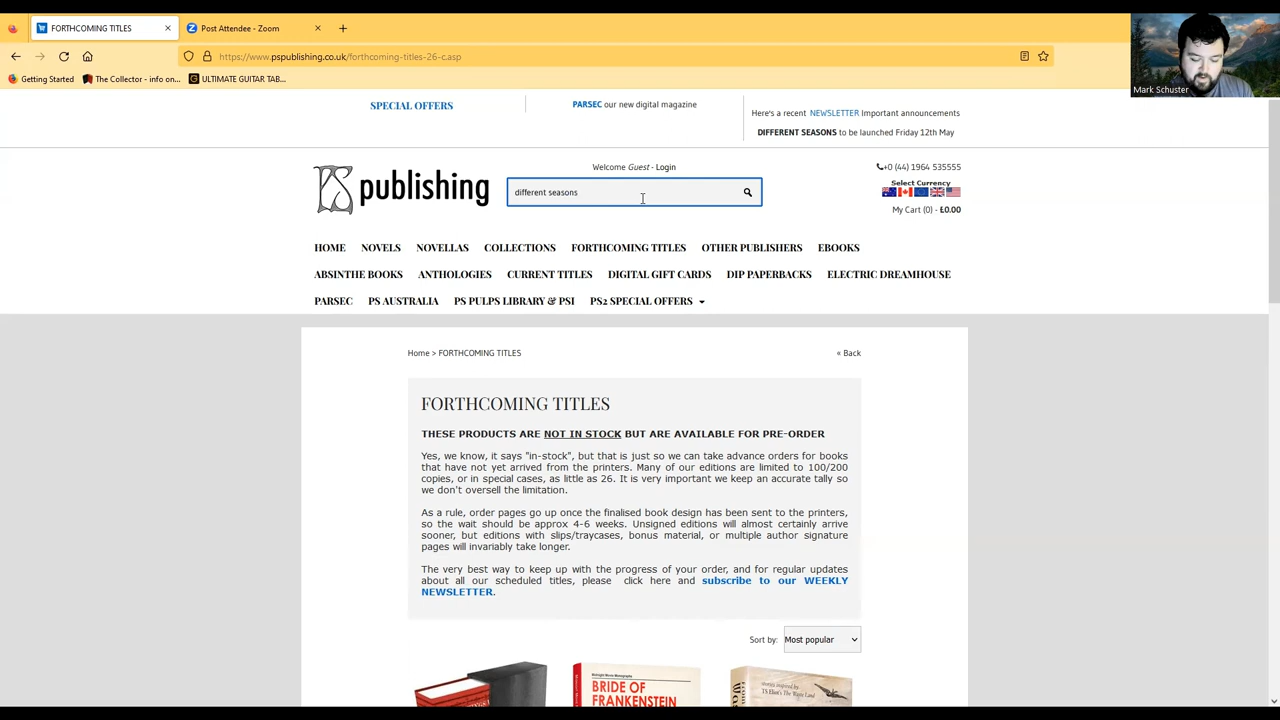 FORTHCOMING TITLES
Post Attendee - Zoom
https://www.pspublishing.co.uk/forthcoming-titles-26-c.asp
Getting Started
The Collector - info on...
ULTIMATE GUITAR TAB...
Mark Schuster
SPECIAL OFFERS
PARSEC our new digital magazine
Here's a recent NEWSLETTER Important announcements
DIFFERENT SEASONS to be launched Friday 12th May
PS publishing
Welcome Guest - Login
different seasons
+0 (44) 1964 535555
Select Currency
My Cart (0) - £0.00
HOME NOVELS NOVELLAS COLLECTIONS FORTHCOMING TITLES OTHER PUBLISHERS EBOOKS
ABSINTHE BOOKS ANTHOLOGIES CURRENT TITLES DIGITAL GIFT CARDS DIP PAPERBACKS ELECTRIC DREAMHOUSE
PARSEC PS AUSTRALIA PS PULPS LIBRARY & PSI PS2 SPECIAL OFFERS
Home > FORTHCOMING TITLES
« Back
FORTHCOMING TITLES
THESE PRODUCTS ARE NOT IN STOCK BUT ARE AVAILABLE FOR PRE-ORDER
Yes, we know, it says "in-stock", but that is just so we can take advance orders for books
that have not yet arrived from the printers. Many of our editions are limited to 100/200
copies, or in special cases, as little as 26. It is very important we keep an accurate tally so
we don't oversell the limitation.
As a rule, order pages go up once the finalised book design has been sent to the printers,
so the wait should be approx 4-6 weeks. Unsigned editions will almost certainly arrive
sooner, but editions with slips/traycases, bonus material, or multiple author signature
pages will invariably take longer.
The very best way to keep up with the progress of your order, and for regular updates
about all our scheduled titles, please click here and subscribe to our WEEKLY
NEWSLETTER.
Sort by: Most popular
Midnight Movie Monographs
BRIDE OF
FRANKENSTEIN
stories inspired by
TS Eliot's The Waste Land